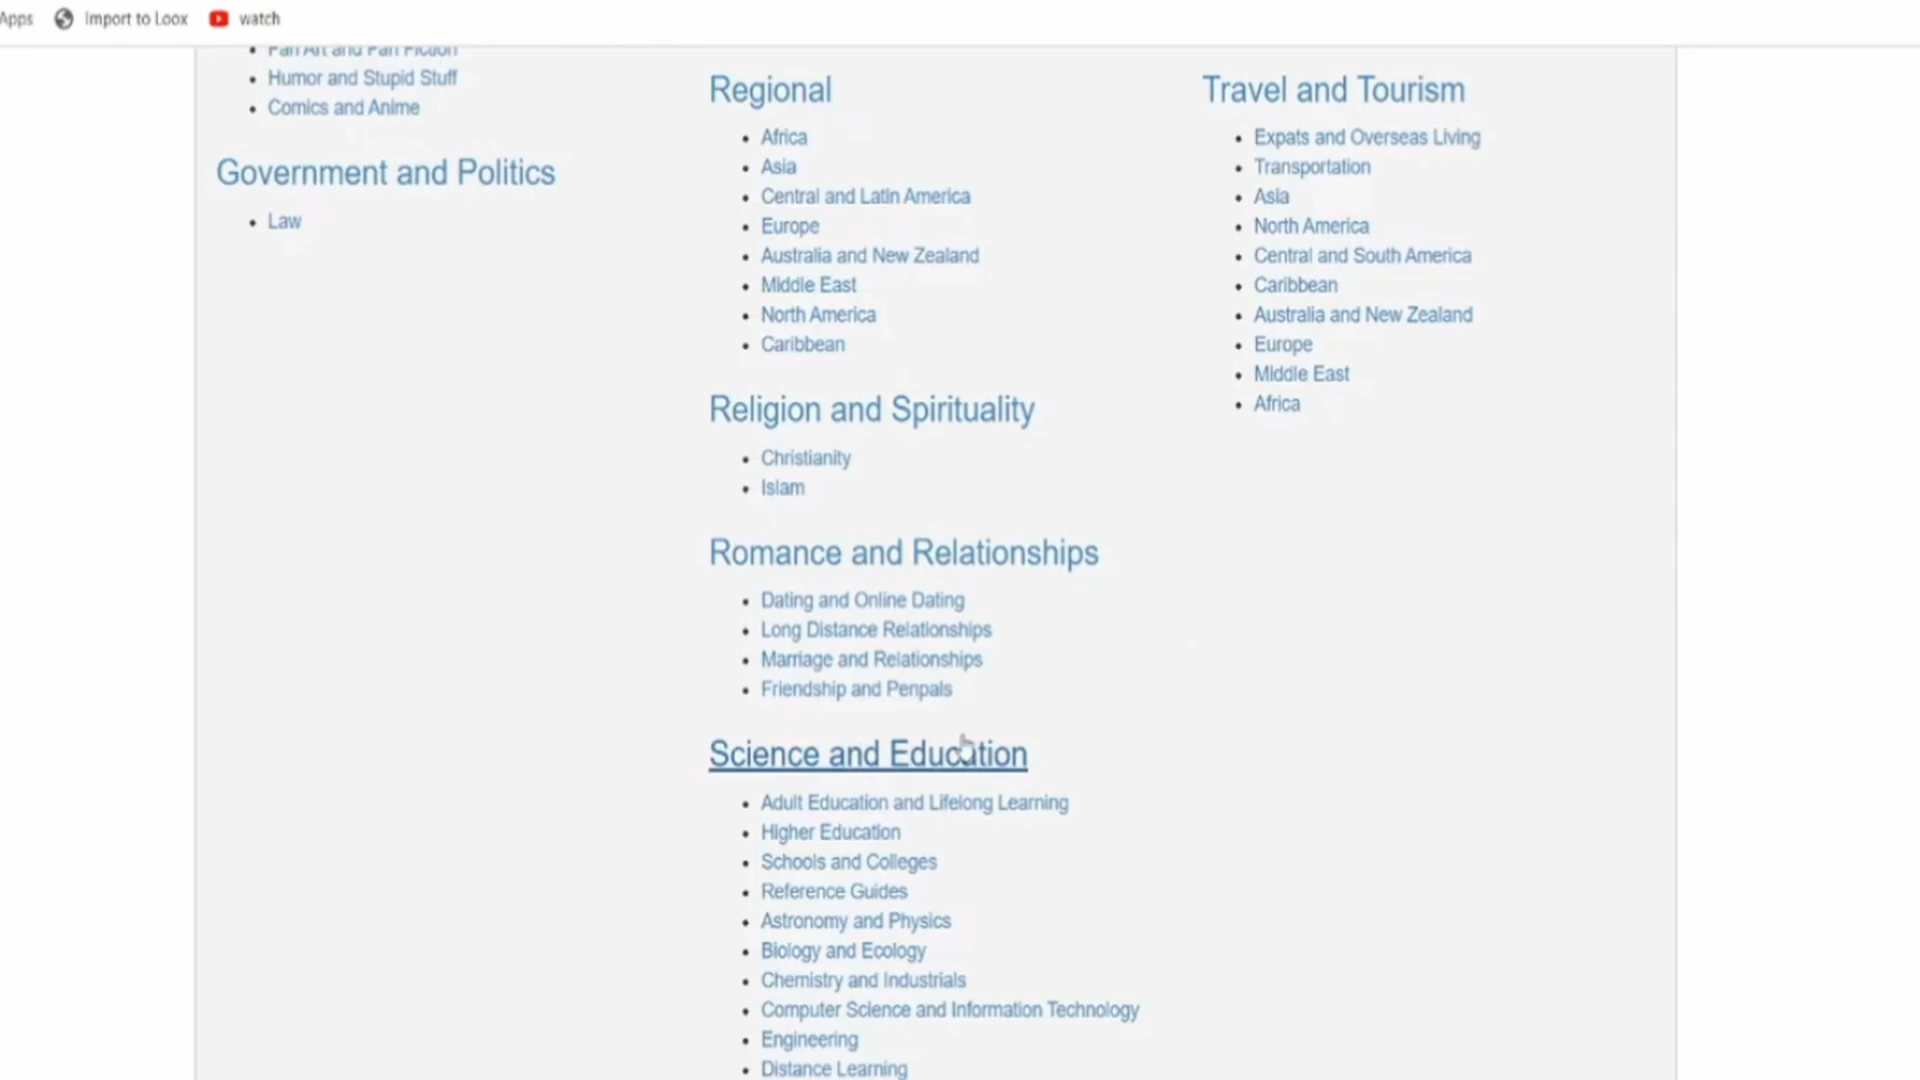 Apps Import to Loox watch
Fan Art and Fan Fiction
Humor and Stupid Stuff
Comics and Anime
Government and Politics
Law
Regional
Africa
Asia
Central and Latin America
Europe
Australia and New Zealand
Middle East
North America
Caribbean
Religion and Spirituality
Christianity
Islam
Romance and Relationships
Dating and Online Dating
Long Distance Relationships
Marriage and Relationships
Friendship and Penpals
Science and Education
Adult Education and Lifelong Learning
Higher Education
Schools and Colleges
Reference Guides
Astronomy and Physics
Biology and Ecology
Chemistry and Industrials
Computer Science and Information Technology
Engineering
Distance Learning
Travel and Tourism
Expats and Overseas Living
Transportation
Asia
North America
Central and South America
Caribbean
Australia and New Zealand
Europe
Middle East
Africa